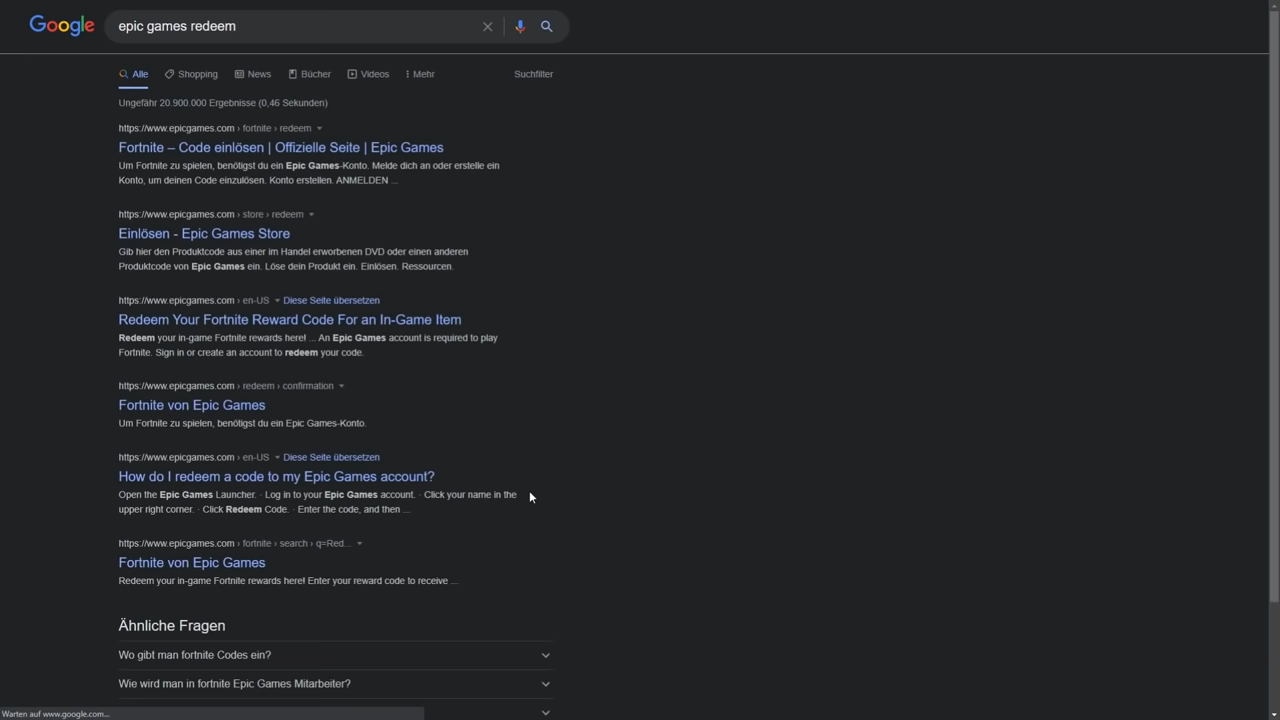 Google
epic games redeem
Alle Shopping News Bücher Videos Mehr Suchfilter
Ungefähr 20.900.000 Ergebnisse (0,46 Sekunden)
https://www.epicgames.com › fortnite › redeem
Fortnite – Code einlösen | Offizielle Seite | Epic Games
Um Fortnite zu spielen, benötigst du ein Epic Games-Konto. Melde dich an oder erstelle ein
Konto, um deinen Code einzulösen. Konto erstellen. ANMELDEN ...
https://www.epicgames.com › store › redeem
Einlösen - Epic Games Store
Gib hier den Produktcode aus einer im Handel erworbenen DVD oder einen anderen
Produktcode von Epic Games ein. Löse dein Produkt ein. Einlösen. Ressourcen.
https://www.epicgames.com › en-US Diese Seite übersetzen
Redeem Your Fortnite Reward Code For an In-Game Item
Redeem your in-game Fortnite rewards here! ... An Epic Games account is required to play
Fortnite. Sign in or create an account to redeem your code.
https://www.epicgames.com › redeem › confirmation
Fortnite von Epic Games
Um Fortnite zu spielen, benötigst du ein Epic Games-Konto.
https://www.epicgames.com › en-US Diese Seite übersetzen
How do I redeem a code to my Epic Games account?
Open the Epic Games Launcher. · Log in to your Epic Games account. · Click your name in the
upper right corner. · Click Redeem Code. · Enter the code, and then ...
https://www.epicgames.com › fortnite › search › q=Red...
Fortnite von Epic Games
Redeem your in-game Fortnite rewards here! Enter your reward code to receive ...
Ähnliche Fragen
Wo gibt man fortnite Codes ein?
Wie wird man in fortnite Epic Games Mitarbeiter?
Warten auf www.google.com...